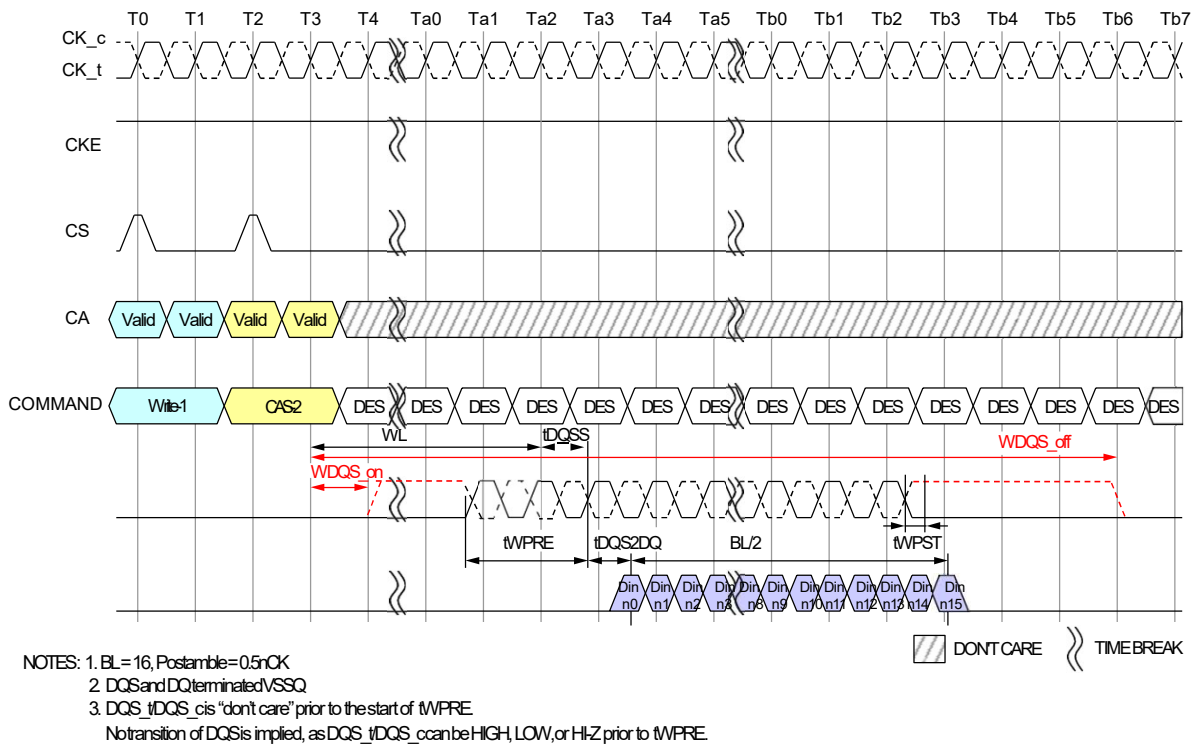 T0 T1 T2 T3 T4 Ta0 Ta1 Ta2 Ta3 Ta4 Ta5 Tb0 Tb1 Tb2 Tb3 Tb4 Tb5 Tb6 Tb7
CK_c
CK_t
CKE
CS
CA Valid Valid Valid Valid
COMMAND Write-1 CAS-2 DES DES DES DES DES DES DES DES DES DES DES DES DES DES DES
WL tDQSS WDQS_off
WDQS_on
tWPRE tDQS2DQ BL/2 tWPST
Din Din Din Din Din Din Din Din Din Din Din Din
n0 n1 n2 n3 n8 n9 n10 n11 n12 n13 n14 n15
DON'T CARE TIME BREAK
NOTES: 1. BL = 16, Postamble = 0.5nCK
2. DQS and DQ terminated VSSQ
3. DQS_t/DQS_c is “don't care” prior to the start of tWPRE.
No transition of DQS is implied, as DQS_t/DQS_c can be HIGH, LOW, or HI-Z prior to tWPRE.